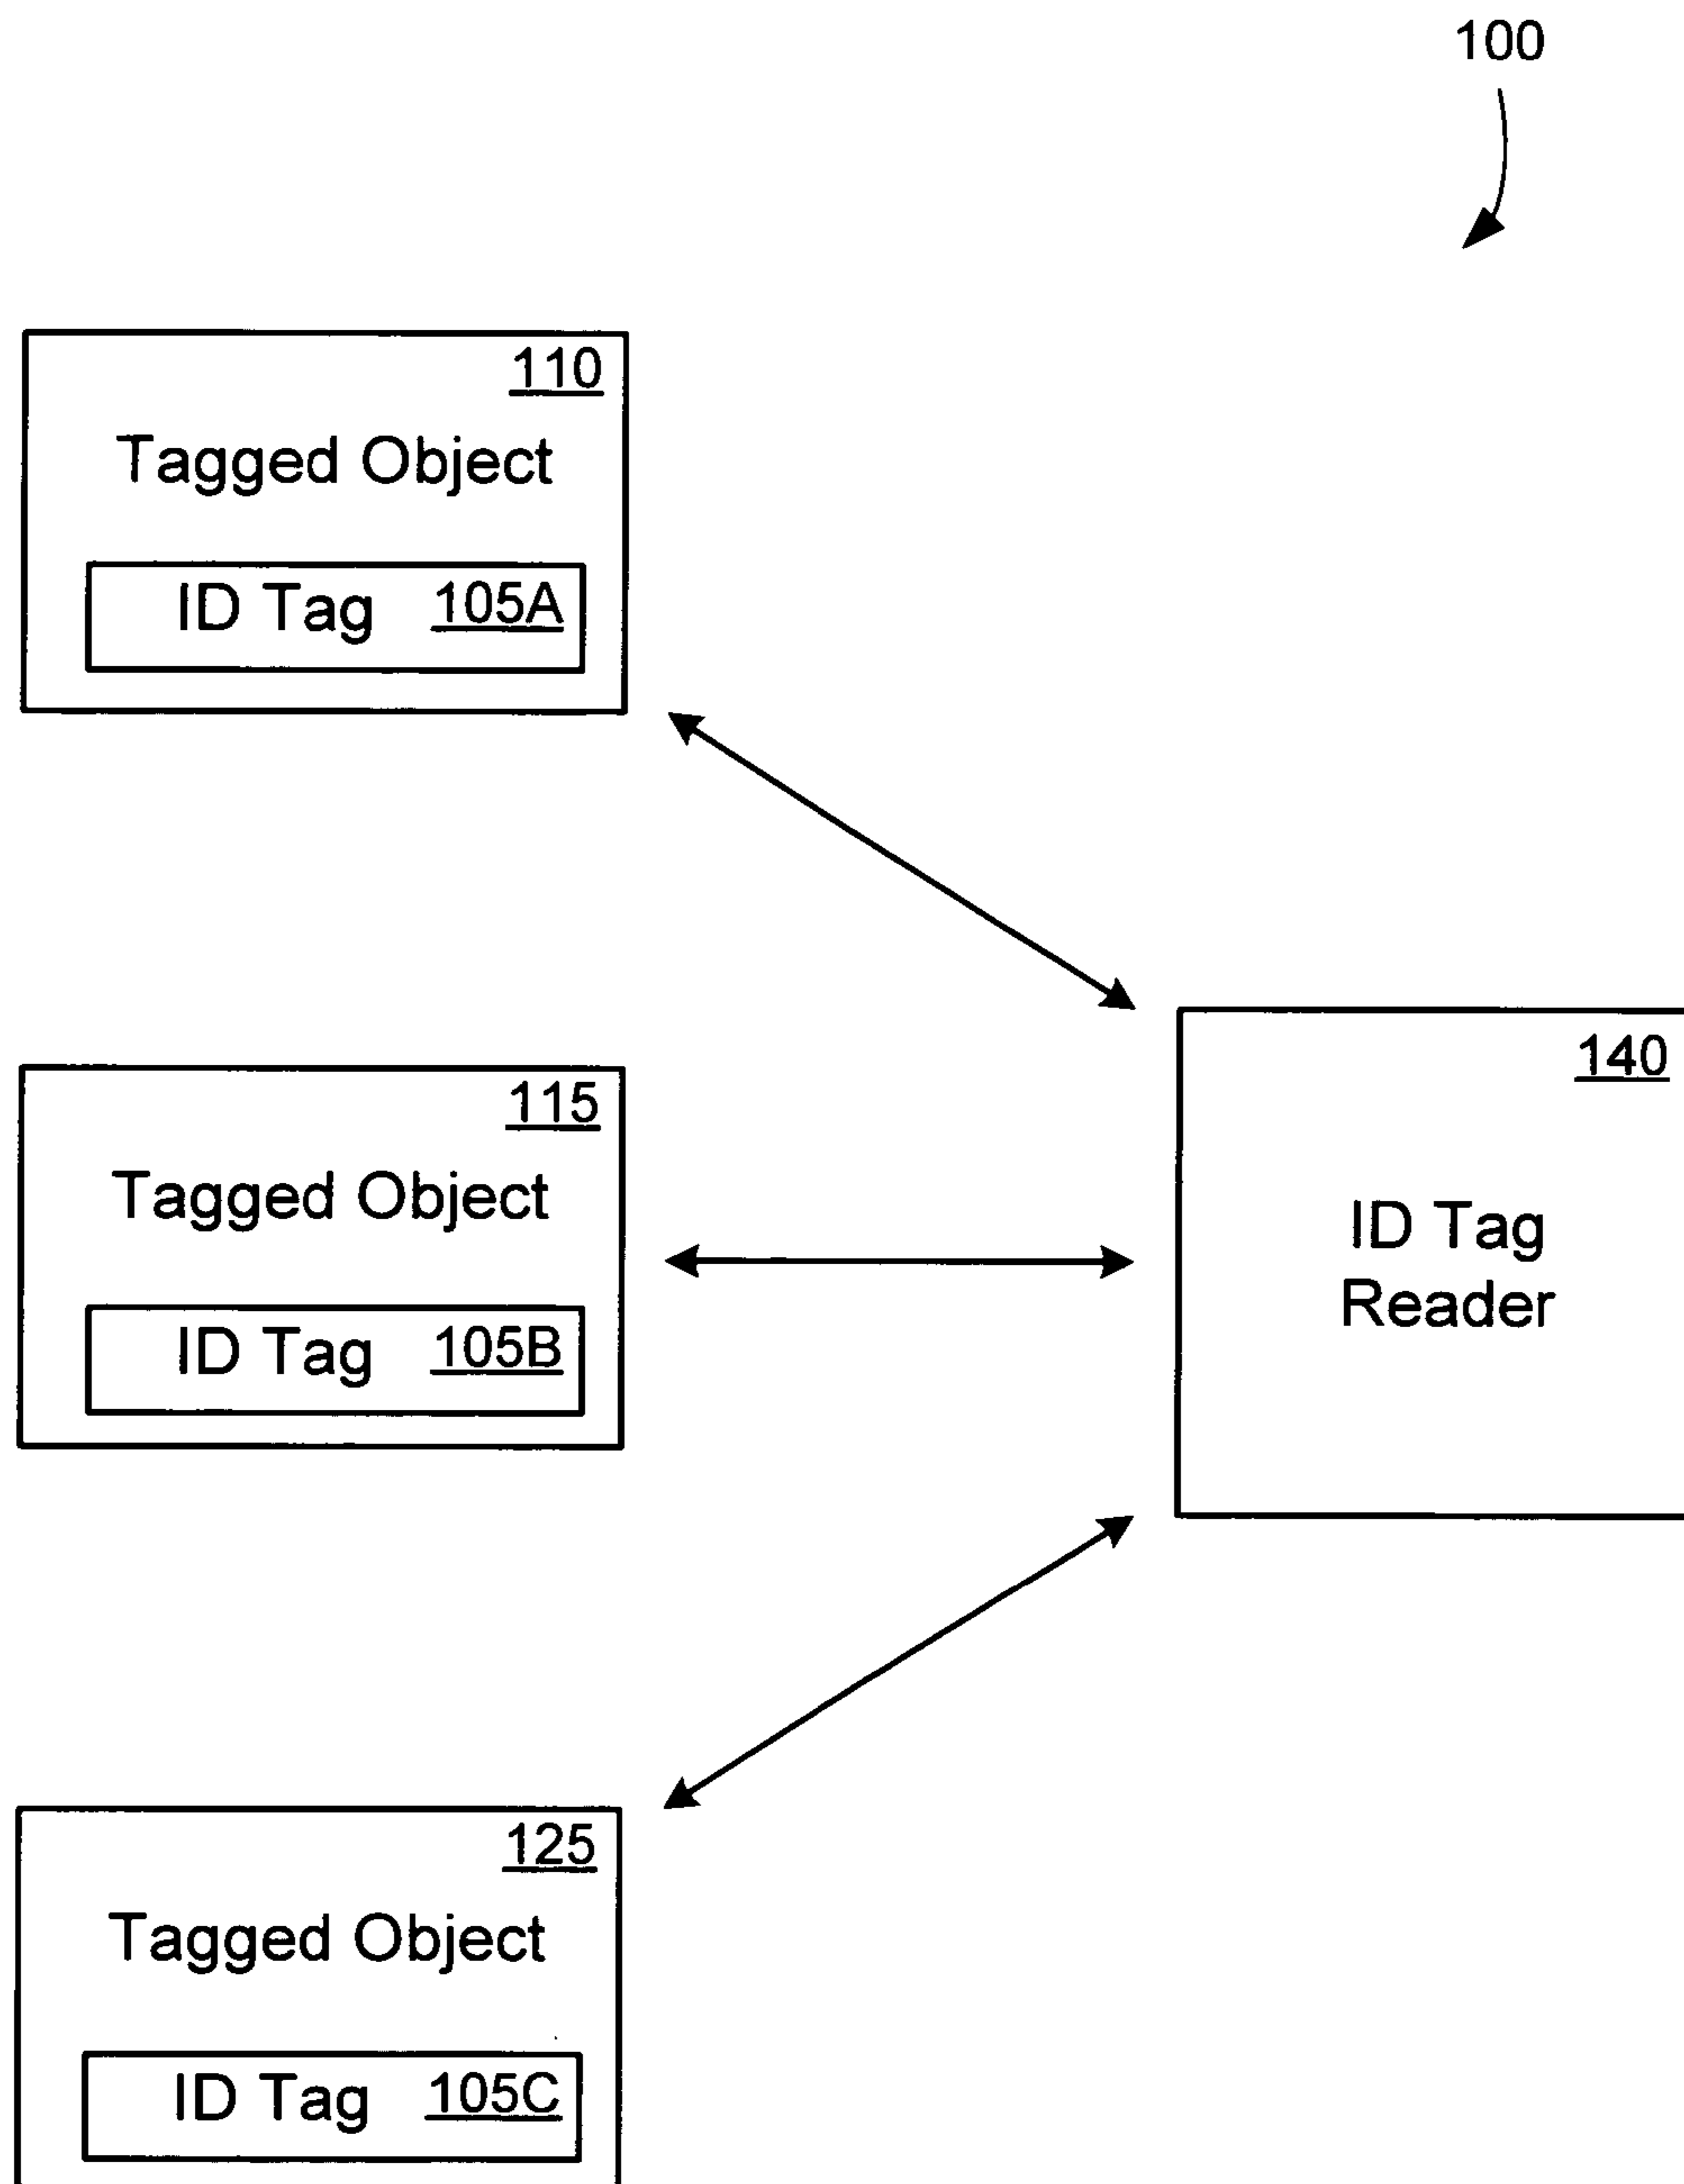 100
110
Tagged Object
ID Tag 105A
140
ID Tag
Reader
115
Tagged Object
ID Tag 105B
125
Tagged Object
ID Tag 105C